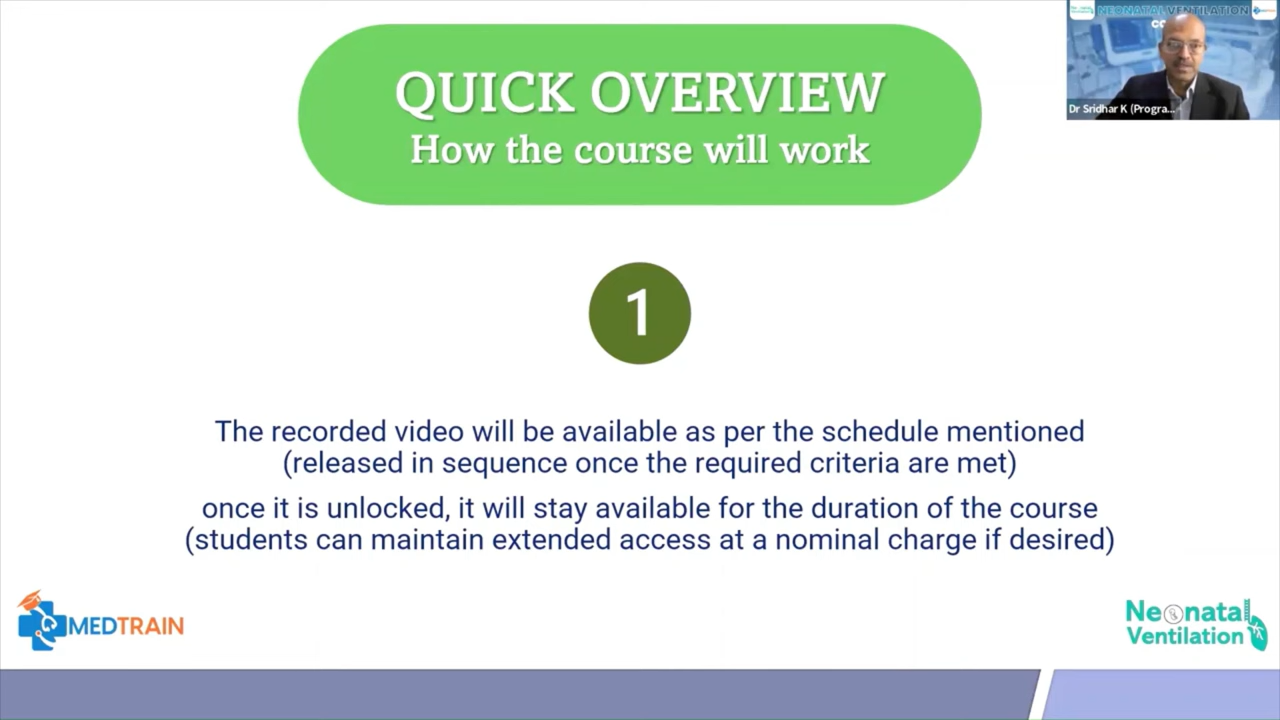 NEONATAL VENTILATION
Dr Sridhar K (Progra...
QUICK OVERVIEW
How the course will work
1
The recorded video will be available as per the schedule mentioned
(released in sequence once the required criteria are met)
once it is unlocked, it will stay available for the duration of the course
(students can maintain extended access at a nominal charge if desired)
MEDTRAIN
Neonatal
Ventilation